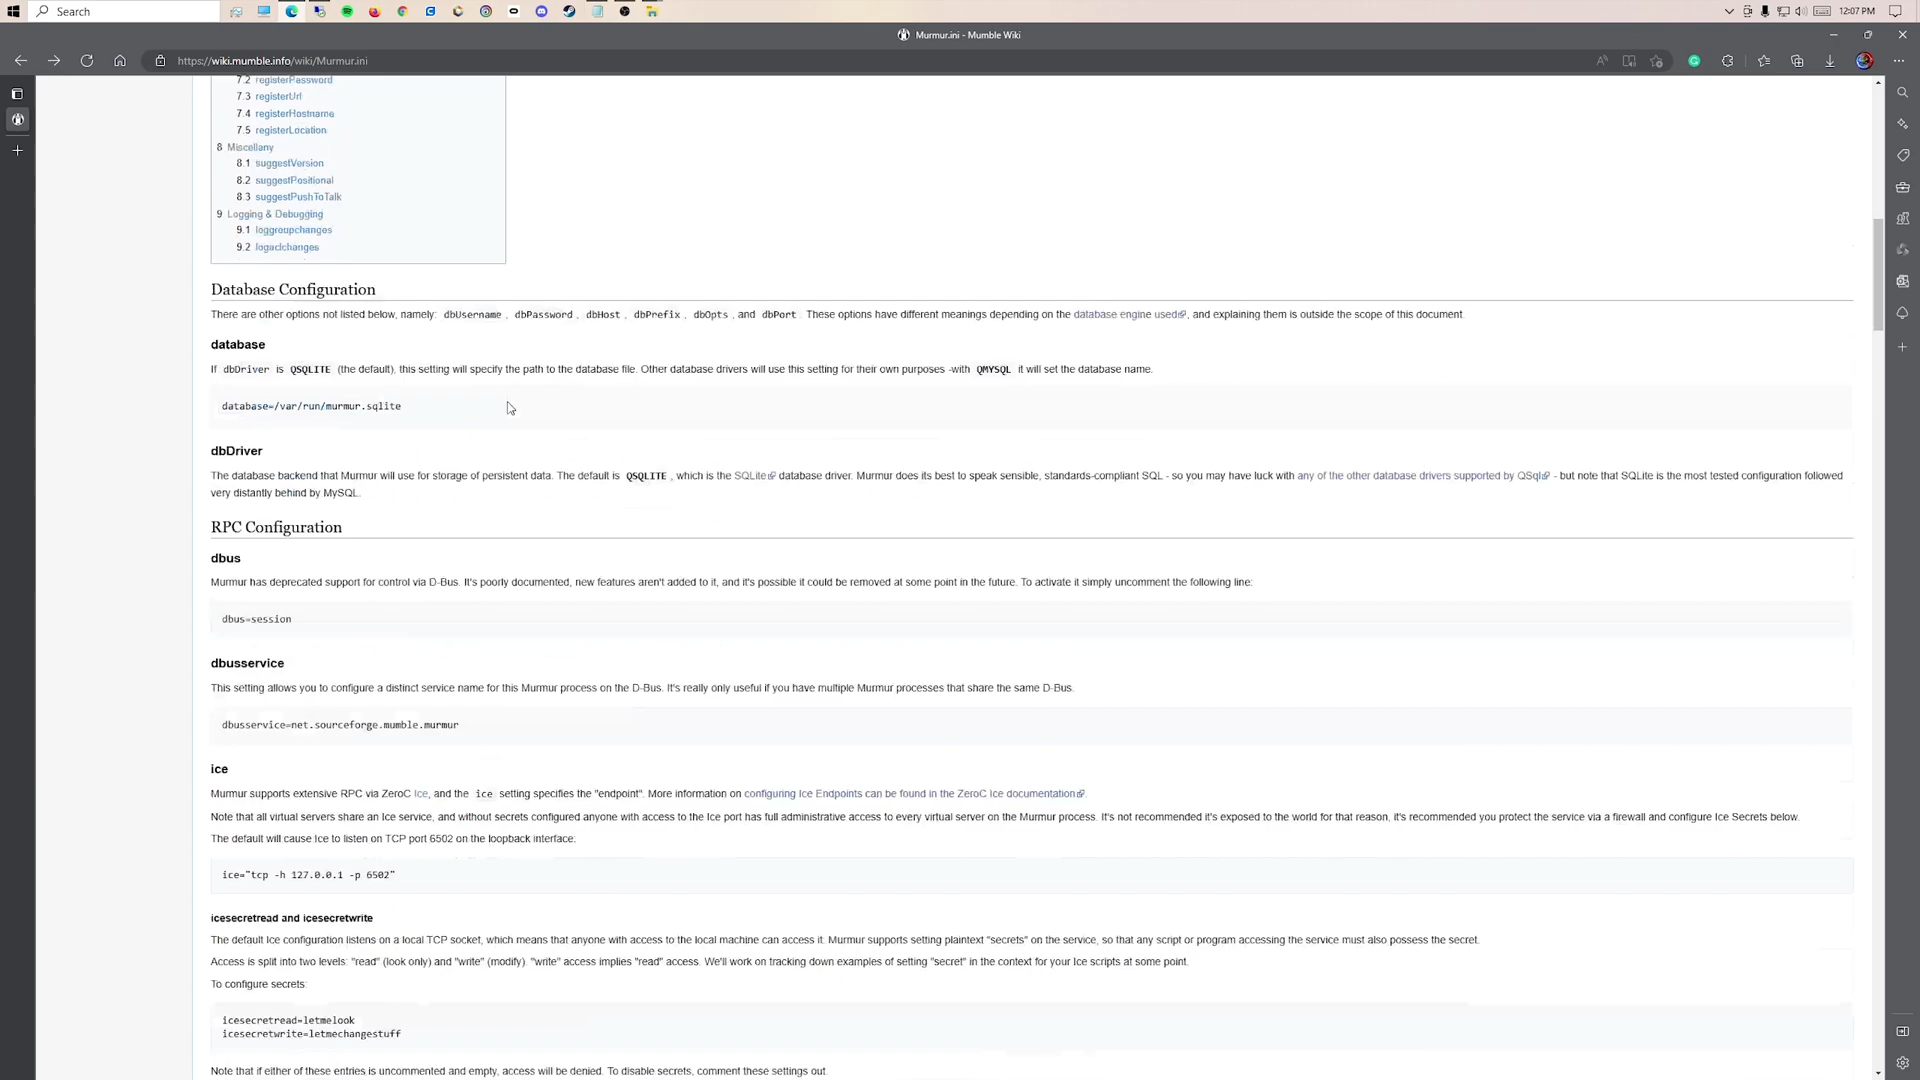 Search
12:07 PM
Murmur.ini - Mumble Wiki
https://wiki.mumble.info/wiki/Murmur.ini
7.2 registerPassword
7.3 registerUrl
7.4 registerHostname
7.5 registerLocation
8 Miscellany
8.1 suggestVersion
8.2 suggestPositional
8.3 suggestPushToTalk
9 Logging & Debugging
9.1 loggroupchanges
9.2 logaclchanges
Database Configuration
There are other options not listed below, namely: dbUsername, dbPassword, dbHost, dbPrefix, dbOpts, and dbPort. These options have different meanings depending on the database engine used, and explaining them is outside the scope of this document.
database
If dbDriver is QSQLITE (the default), this setting will specify the path to the database file. Other database drivers will use this setting for their own purposes -with QMYSQL it will set the database name.
database=/var/run/murmur.sqlite
dbDriver
The database backend that Murmur will use for storage of persistent data. The default is QSQLITE, which is the SQLite database driver. Murmur does its best to speak sensible, standards-compliant SQL - so you may have luck with any of the other database drivers supported by QSql - but note that SQLite is the most tested configuration followed
very distantly behind by MySQL.
RPC Configuration
dbus
Murmur has deprecated support for control via D-Bus. It's poorly documented, new features aren't added to it, and it's possible it could be removed at some point in the future. To activate it simply uncomment the following line:
dbus=session
dbusservice
This setting allows you to configure a distinct service name for this Murmur process on the D-Bus. It's really only useful if you have multiple Murmur processes that share the same D-Bus.
dbusservice=net.sourceforge.mumble.murmur
ice
Murmur supports extensive RPC via ZeroC Ice, and the ice setting specifies the "endpoint". More information on configuring Ice Endpoints can be found in the ZeroC Ice documentation.
Note that all virtual servers share an Ice service, and without secrets configured anyone with access to the Ice port has full administrative access to every virtual server on the Murmur process. It's not recommended it's exposed to the world for that reason, it's recommended you protect the service via a firewall and configure Ice Secrets below.
The default will cause Ice to listen on TCP port 6502 on the loopback interface:
ice="tcp -h 127.0.0.1 -p 6502"
icesecretread and icesecretwrite
The default Ice configuration listens on a local TCP socket, which means that anyone with access to the local machine can access it. Murmur supports setting plaintext "secrets" on the service, so that any script or program accessing the service must also possess the secret.
Access is split into two levels: "read" (look only) and "write" (modify). "write" access implies "read" access. We'll work on tracking down examples of setting "secret" in the context for your Ice scripts at some point.
To configure secrets:
icesecretread=letmelook
icesecretwrite=letmechangestuff
Note that if either of these entries is uncommented and empty, access will be denied. To disable secrets, comment these settings out.